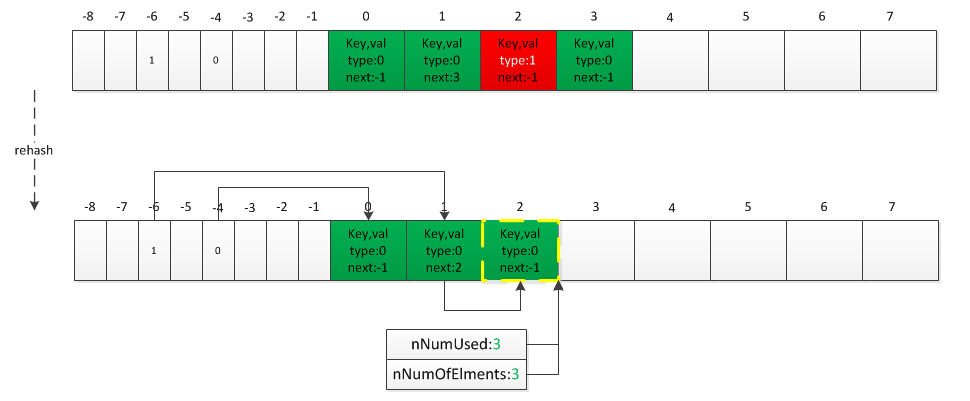 -8 -7 -6 -5 -4 -3 -2 -1 0 1 2 3 4 5 6 7
1 0
Key,val Key,val Key,val Key,val
type:0 type:0 type:1 type:0
next:-1 next:3 next:-1 next:-1
rehash
-8 -7 -6 -5 -4 -3 -2 -1 0 1 2 3 4 5 6 7
1 0
Key,val Key,val Key,val
type:0 type:0 type:0
next:-1 next:2 next:-1
nNumUsed:3
nNumOfElments:3